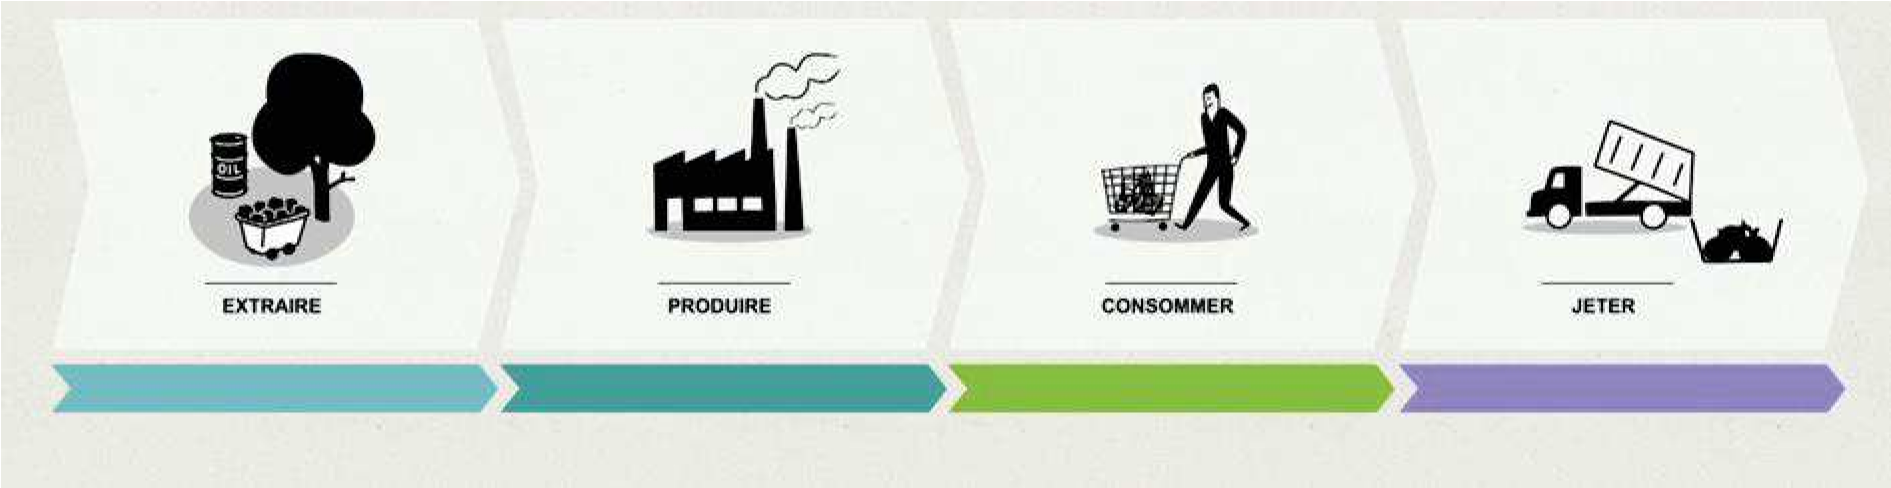 OIL
EXTRAIRE
PRODUIRE
CONSOMMER
JETER